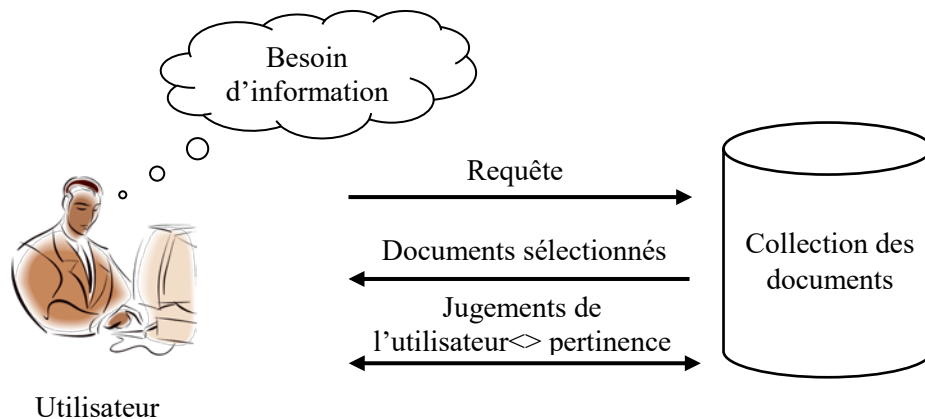 Besoin
d’information
Requête
Documents sélectionnés
Jugements de
l’utilisateur<> pertinence
Collection des
documents
Utilisateur